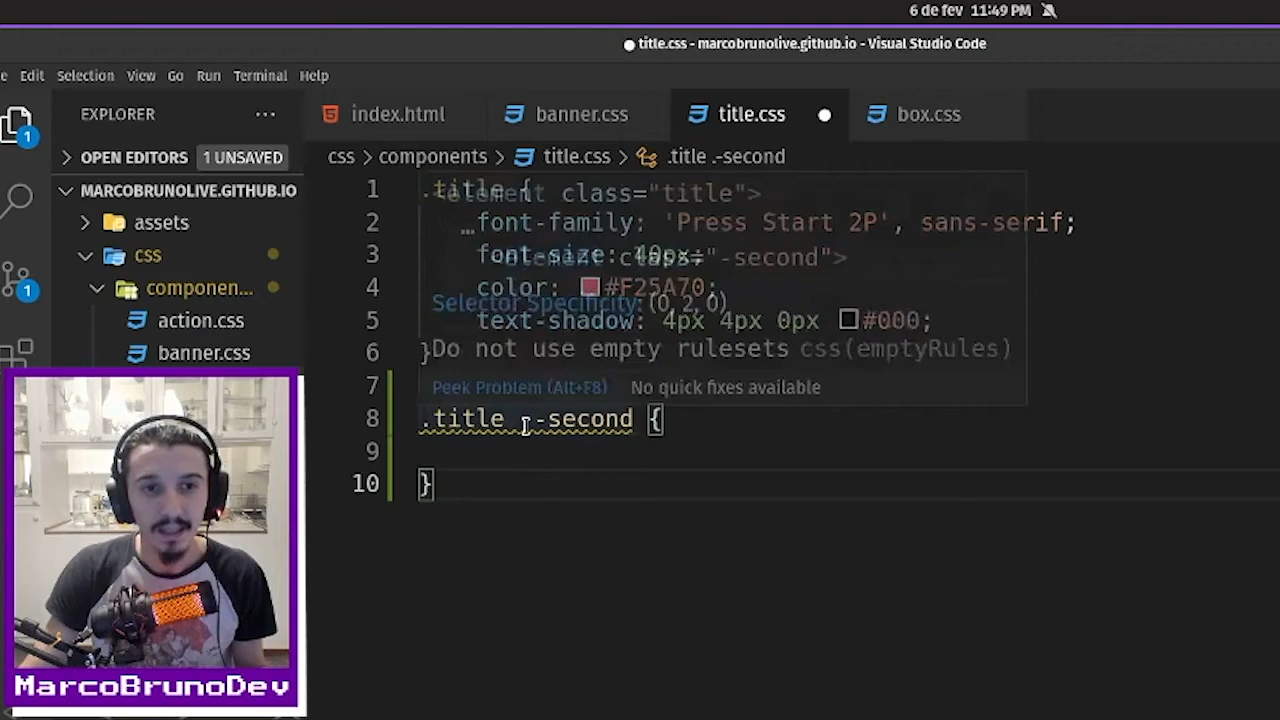 6 de fev 11:49 PM
title.css - marcobrunolive.github.io - Visual Studio Code
e Edit Selection View Go Run Terminal Help
EXPLORER ...
index.html banner.css title.css box.css
OPEN EDITORS 1 UNSAVED
css > components > title.css > .title .-second
MARCOBRUNOLIVE.GITHUB.IO
assets
css
componen...
action.css
banner.css
1
1
1 .title {
<element class="title">
2 font-family: 'Press Start 2P', sans-serif;
…
3 font-size: 40px;
<element class="-second">
4 color: #F25A70;
Selector Specificity: (0, 2, 0)
5 text-shadow: 4px 4px 0px #000;
6 }
Do not use empty rulesets css(emptyRules)
7
Peek Problem (Alt+F8) No quick fixes available
8 .title .-second {
9
10 }
MarcoBrunoDev